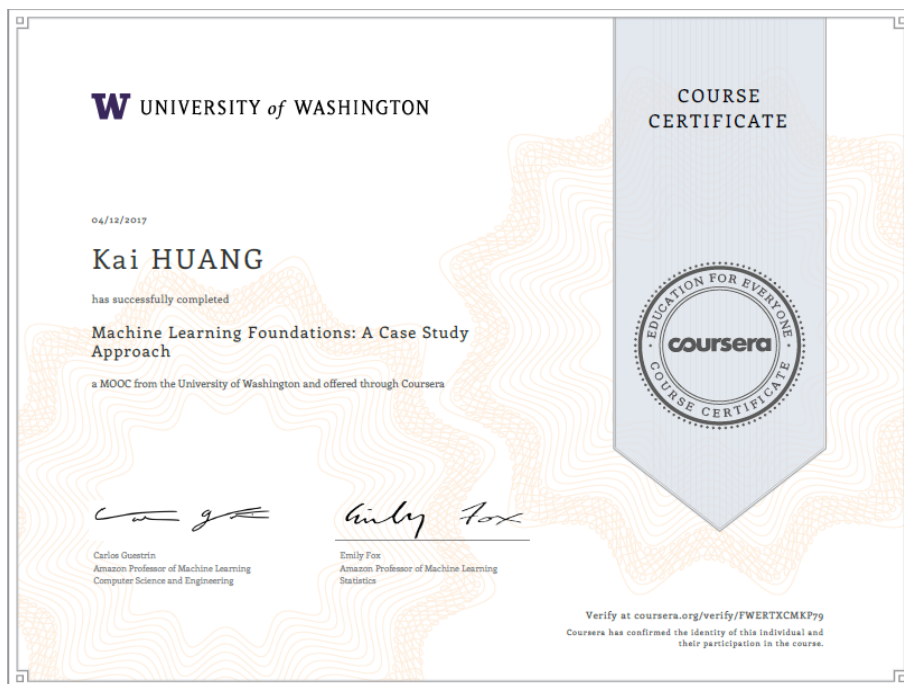 W UNIVERSITY of WASHINGTON
COURSE
CERTIFICATE
04/12/2017
Kai HUANG
has successfully completed
Machine Learning Foundations: A Case Study
Approach
a MOOC from the University of Washington and offered through Coursera
EDUCATION FOR EVERYONE
coursera
COURSE CERTIFICATE
Emily Fox
Carlos Guestrin
Amazon Professor of Machine Learning
Computer Science and Engineering
Emily Fox
Amazon Professor of Machine Learning
Statistics
Verify at coursera.org/verify/FWERTXCMKP79
Coursera has confirmed the identity of this individual and
their participation in the course.